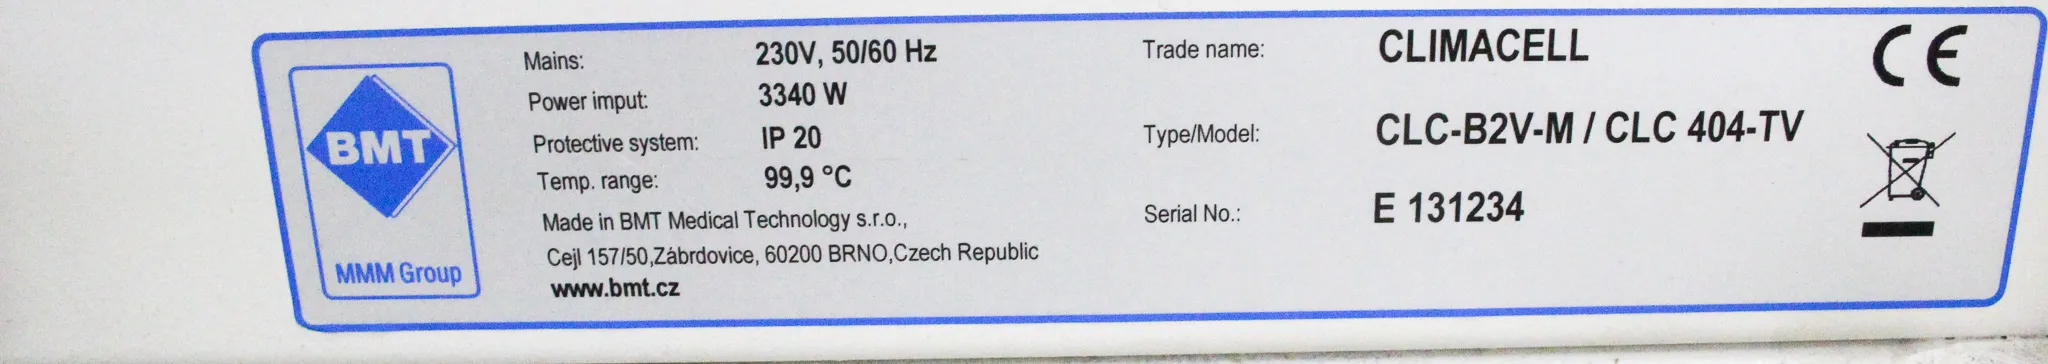 BMT
MMM Group
Mains: 230V, 50/60 Hz
Power imput: 3340 W
Protective system: IP 20
Temp. range: 99,9 °C
Made in BMT Medical Technology s.r.o.,
Cejl 157/50,Zábrdovice, 60200 BRNO,Czech Republic
www.bmt.cz
Trade name: CLIMACELL
Type/Model: CLC-B2V-M / CLC 404-TV
Serial No.: E 131234
CE